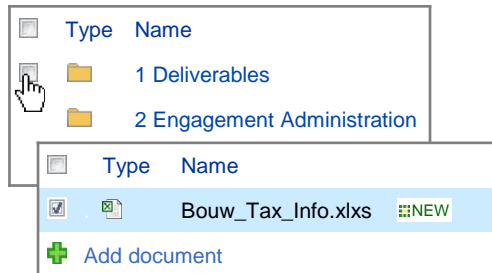 Type Name
1 Deliverables
2 Engagement Administration
Type Name
Bouw_Tax_Info.xlxs NEW
Add document